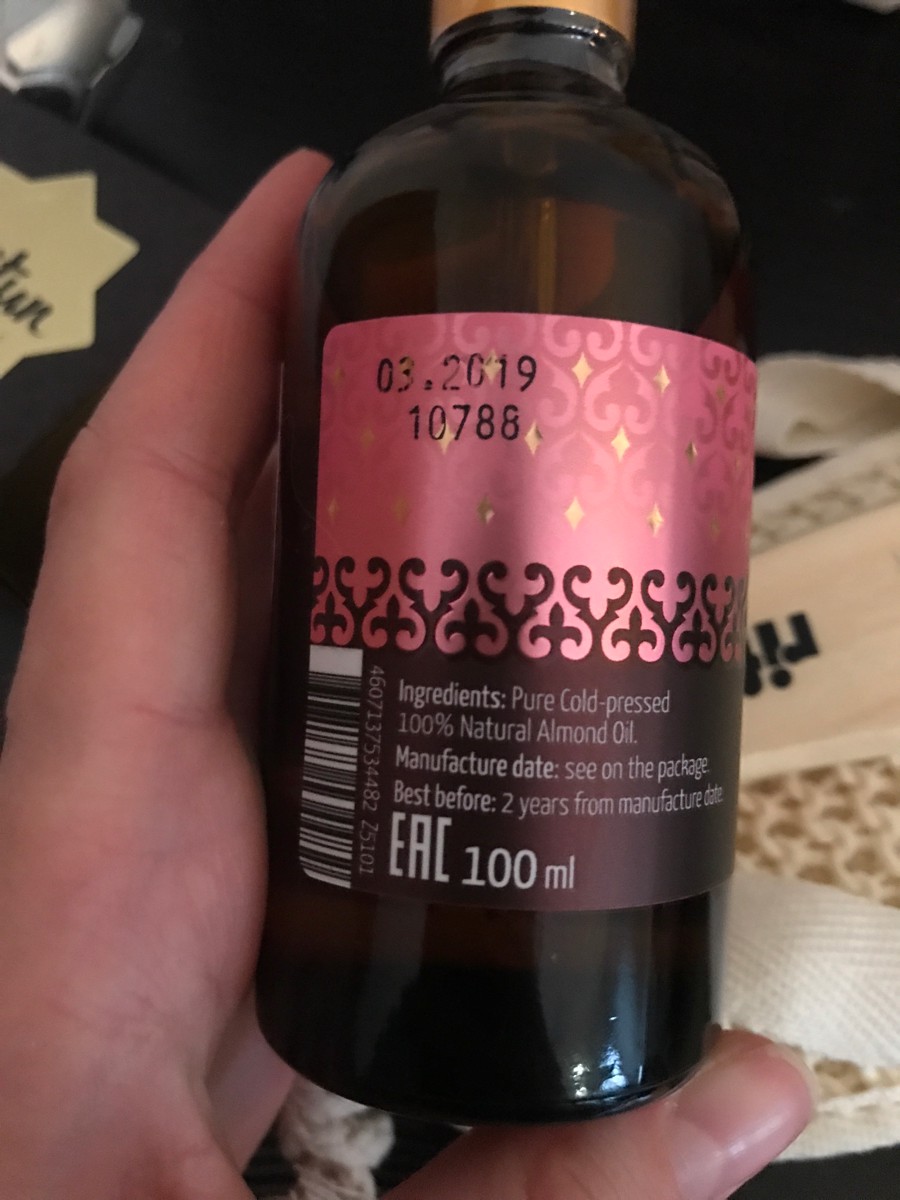 03.2019
10788
Ingredients: Pure Cold-pressed
100% Natural Almond Oil.
Manufacture date: see on the package.
Best before: 2 years from manufacture date.
EAC 100 ml
4607137534482 Z5101